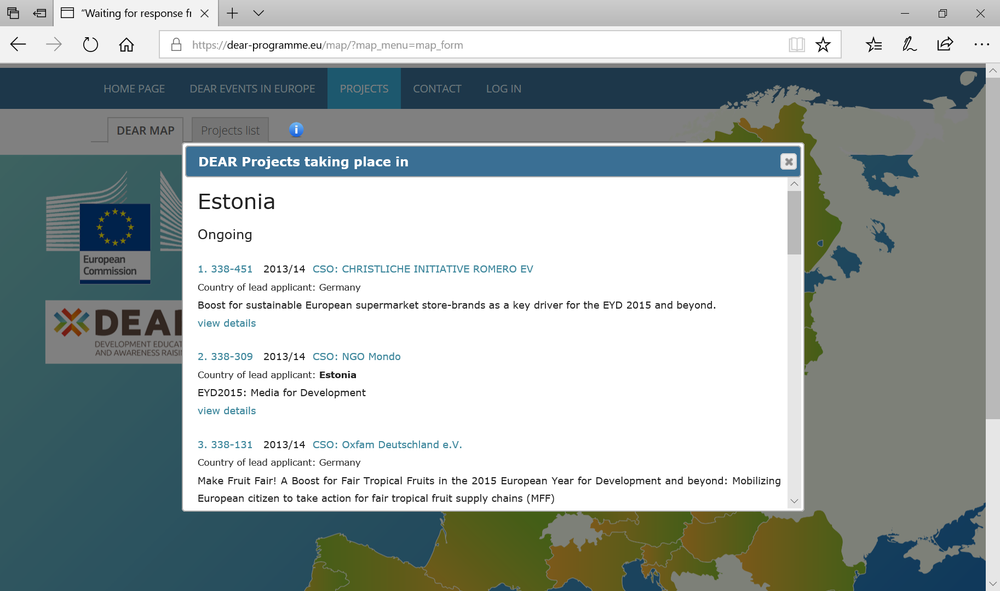 “Waiting for response fr
https://dear-programme.eu/map/?map_menu=map_form
HOME PAGE DEAR EVENTS IN EUROPE PROJECTS CONTACT LOG IN
DEAR MAP Projects list i
DEAR Projects taking place in
Estonia
Ongoing
1. 338-451 2013/14 CSO: CHRISTLICHE INITIATIVE ROMERO EV
Country of lead applicant: Germany
Boost for sustainable European supermarket store-brands as a key driver for the EYD 2015 and beyond.
view details
2. 338-309 2013/14 CSO: NGO Mondo
Country of lead applicant: Estonia
EYD2015: Media for Development
view details
3. 338-131 2013/14 CSO: Oxfam Deutschland e.V.
Country of lead applicant: Germany
Make Fruit Fair! A Boost for Fair Tropical Fruits in the 2015 European Year for Development and beyond: Mobilizing
European citizen to take action for fair tropical fruit supply chains (MFF)
European
Commission
DEAR
DEVELOPMENT EDUCAT
AND AWARENESS RAISI